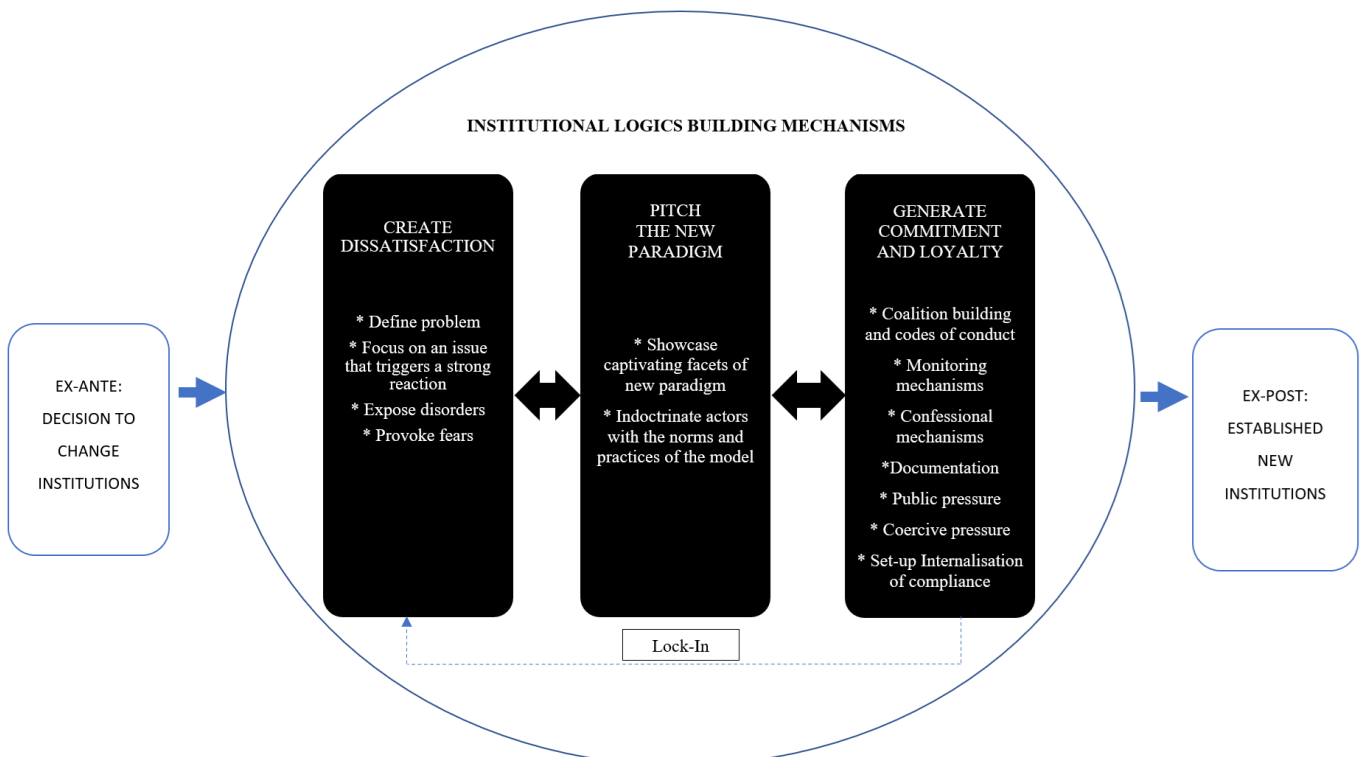 INSTITUTIONAL LOGICS BUILDING MECHANISMS
EX-ANTE:
DECISION TO
CHANGE
INSTITUTIONS
CREATE
DISSATISFACTION
* Define problem
* Focus on an issue
that triggers a strong
reaction
* Expose disorders
* Provoke fears
PITCH
THE NEW
PARADIGM
* Showcase
captivating facets of
new paradigm
* Indoctrinate actors
with the norms and
practices of the model
GENERATE
COMMITMENT
AND LOYALTY
* Coalition building
and codes of conduct
* Monitoring
mechanisms
* Confessional
mechanisms
*Documentation
* Public pressure
* Coercive pressure
* Set-up Internalisation
of compliance
Lock-In
EX-POST:
ESTABLISHED
NEW
INSTITUTIONS